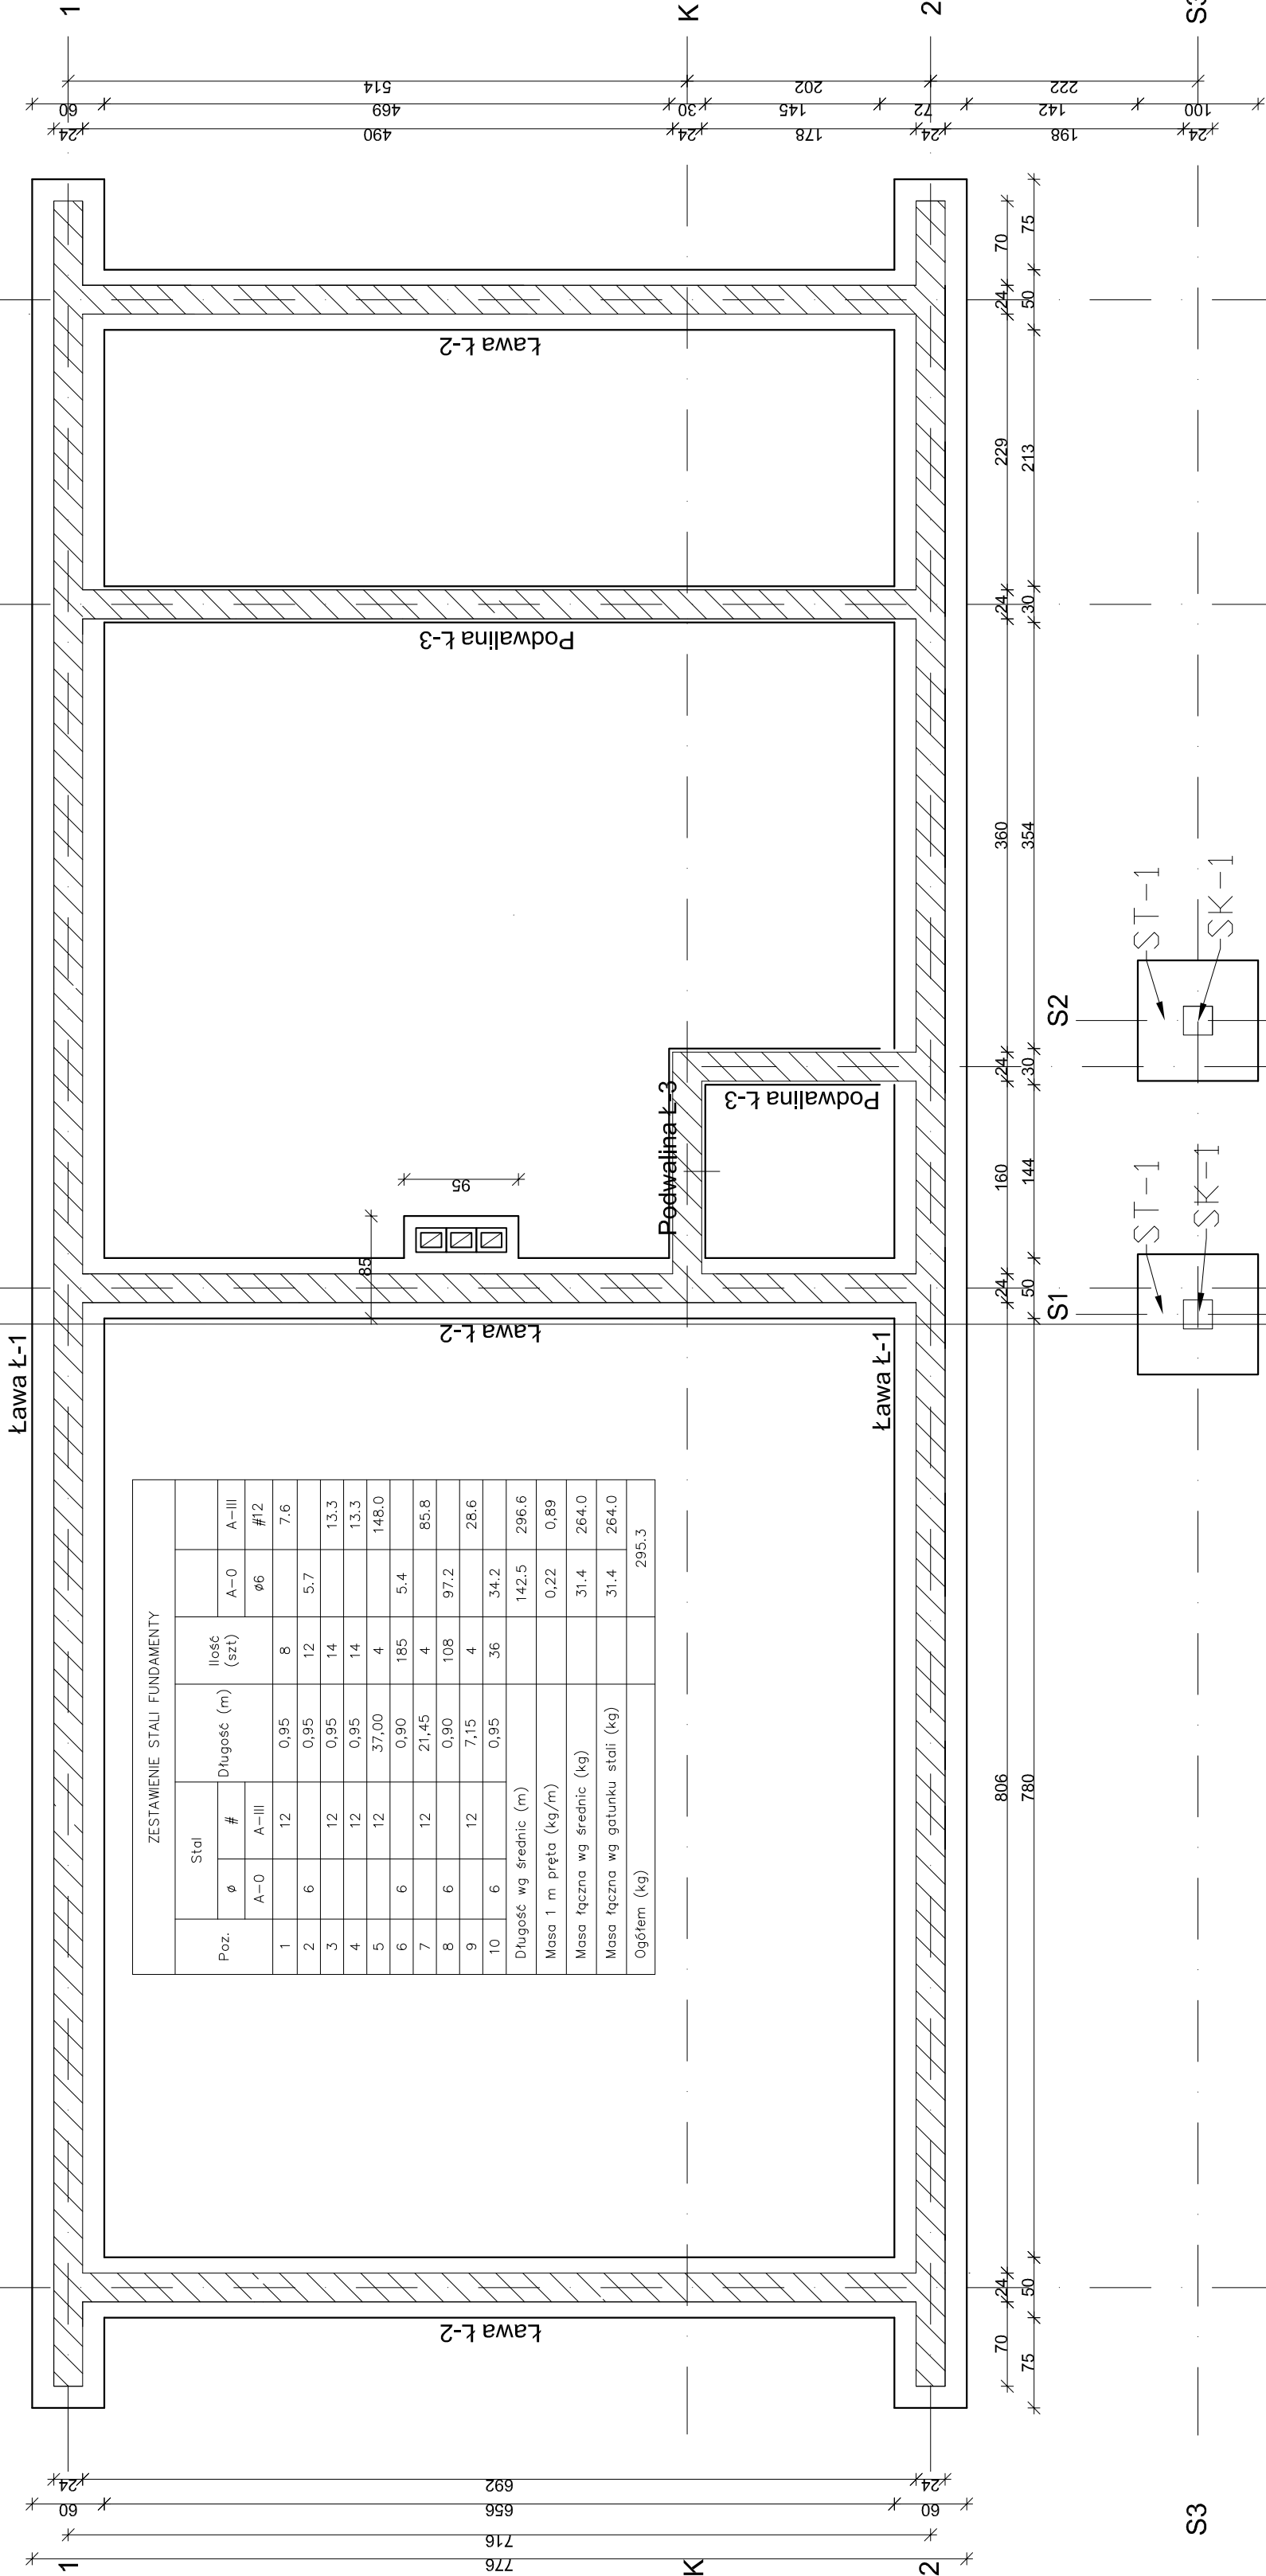 1
K
2
S3
514
202
222
60
469
30
145
72
142
100
24
490
24
178
24
198
24
Ława Ł-2
Podwalina Ł-3
Podwalina Ł-3
Podwalina Ł-3
Ława Ł-2
Ława Ł-2
Ława Ł-1
Ława Ł-1
95
85
70
24
229
24
360
24
160
24
806
24
70
75
50
213
30
354
30
144
50
780
50
75
S2
ST-1
SK-1
S1
ST-1
SK-1
ZESTAWIENIE STALI FUNDAMENTY
Poz. Stal Długość (m) Ilość (szt)
ø # A-0 A-III
A-0 A-III ø6 #12
1 12 0,95 8 7.6
2 6 0,95 12 5.7
3 12 0,95 14 13.3
4 12 0,95 14 13.3
5 12 37,00 4 148.0
6 6 0,90 185 5.4
7 12 21,45 4 85.8
8 6 0,90 108 97.2
9 12 7,15 4 28.6
10 6 0,95 36 34.2
Długość wg średnic (m) 142.5 296.6
Masa 1 m pręta (kg/m) 0,22 0,89
Masa łączna wg średnic (kg) 31.4 264.0
Masa łączna wg gatunku stali (kg) 31.4 264.0
Ogółem (kg) 295.3
24
692
24
60
656
60
716
776
1
K
2
S3